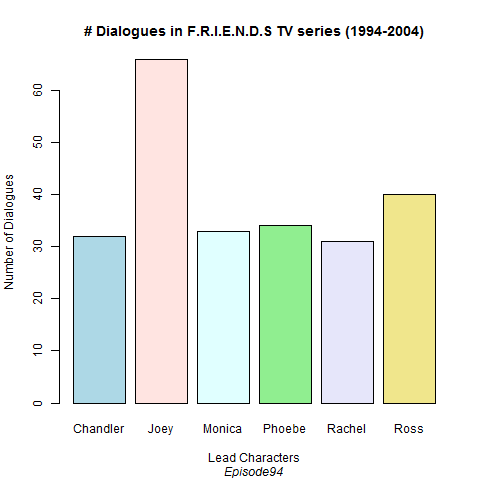 # Dialogues in F.R.I.E.N.D.S TV series (1994-2004)
Number of Dialogues
60
50
40
30
20
10
0
Chandler Joey Monica Phoebe Rachel Ross
Lead Characters
Episode94